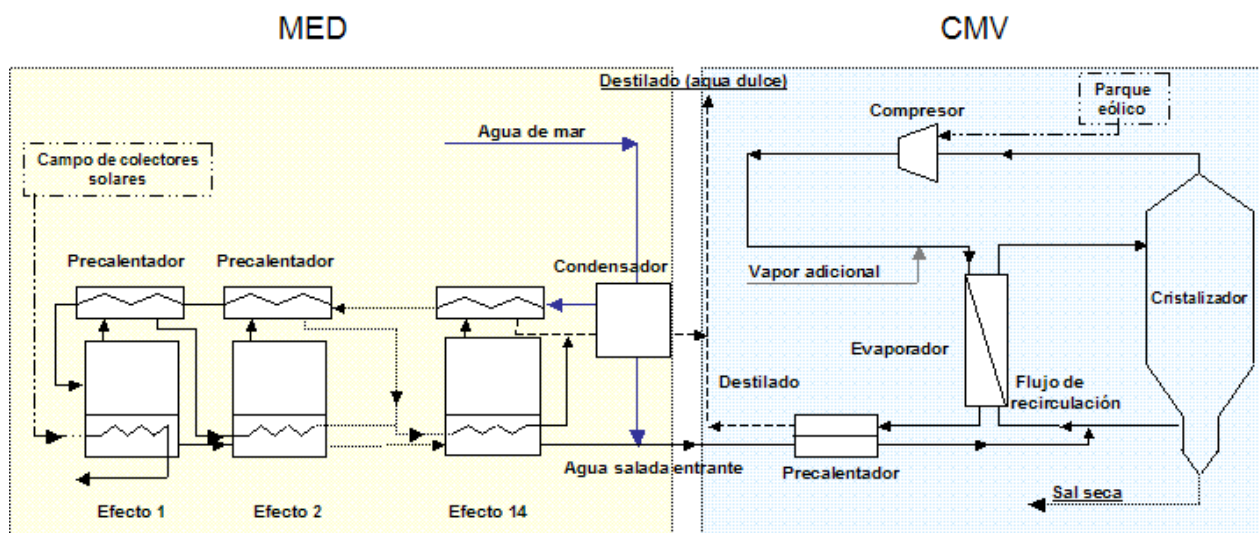 MED
CMV
Destilado (aqua dulce)
Parque
eólico
Compresor
Agua de mar
Campo de colectores
solares
Precalentador
Precalentador
Condensador
Vapor adicional
Cristalizador
Evaporador
Destilado
Flujo de
recirculación
Agua salada entrante
Precalentador
Sal seca
Efecto 1
Efecto 2
Efecto 14